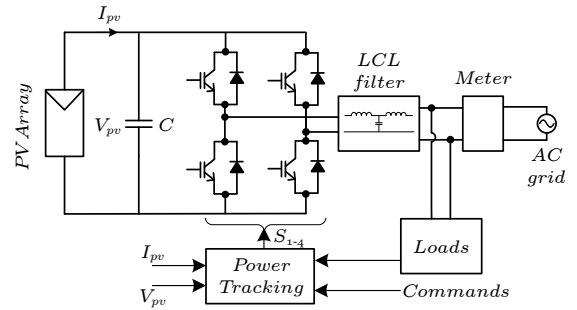 I_pv
LCL
filter
Meter
PV Array
V_pv
C
AC
grid
S_1-4
I_pv
Power
Tracking
Loads
V_pv
Commands